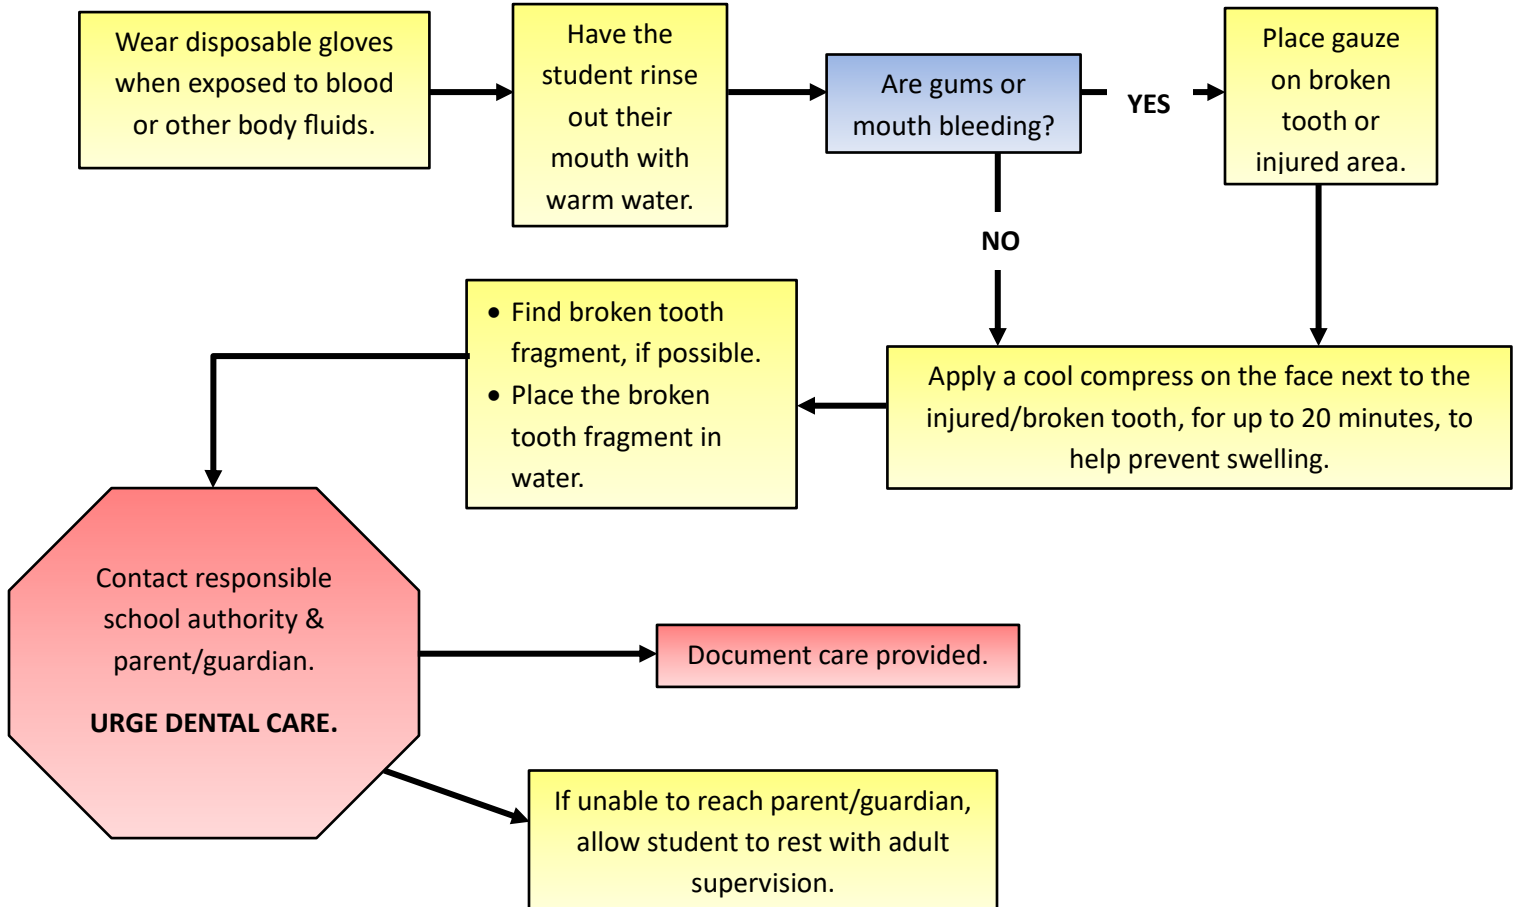 Wear disposable gloves
when exposed to blood
or other body fluids.
Have the
student rinse
out their
mouth with
warm water.
Are gums or
mouth bleeding?
YES
Place gauze
on broken
tooth or
injured area.
NO
Apply a cool compress on the face next to the
injured/broken tooth, for up to 20 minutes, to
help prevent swelling.
• Find broken tooth
fragment, if possible.
• Place the broken
tooth fragment in
water.
Contact responsible
school authority &
parent/guardian.
URGE DENTAL CARE.
Document care provided.
If unable to reach parent/guardian,
allow student to rest with adult
supervision.